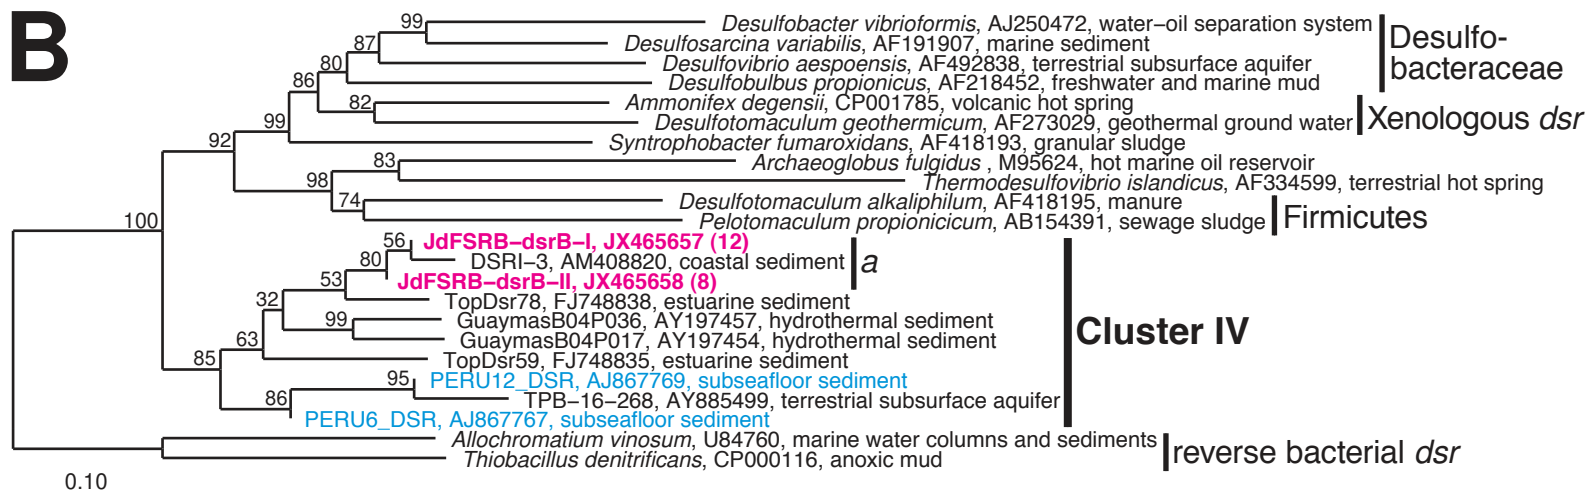 B
99 Desulfobacter vibrioformis, AJ250472, water−oil separation system
87 Desulfosarcina variabilis, AF191907, marine sediment
Desulfo-
bacteraceae
80 Desulfovibrio aespoensis, AF492838, terrestrial subsurface aquifer
86 Desulfobulbus propionicus, AF218452, freshwater and marine mud
82 Ammonifex degensii, CP001785, volcanic hot spring
99 Desulfotomaculum geothermicum, AF273029, geothermal ground water
Xenologous dsr
92 Syntrophobacter fumaroxidans, AF418193, granular sludge
83 Archaeoglobus fulgidus , M95624, hot marine oil reservoir
98 Thermodesulfovibrio islandicus, AF334599, terrestrial hot spring
74 Desulfotomaculum alkaliphilum, AF418195, manure
100 Pelotomaculum propionicicum, AB154391, sewage sludge
Firmicutes
56 JdFSRB−dsrB−I, JX465657 (12)
80 DSRI−3, AM408820, coastal sediment
a
53 JdFSRB−dsrB−II, JX465658 (8)
32 TopDsr78, FJ748838, estuarine sediment
99 GuaymasB04P036, AY197457, hydrothermal sediment
63 GuaymasB04P017, AY197454, hydrothermal sediment
Cluster IV
85 TopDsr59, FJ748835, estuarine sediment
95 PERU12_DSR, AJ867769, subseafloor sediment
86 TPB−16−268, AY885499, terrestrial subsurface aquifer
PERU6_DSR, AJ867767, subseafloor sediment
Allochromatium vinosum, U84760, marine water columns and sediments
Thiobacillus denitrificans, CP000116, anoxic mud
reverse bacterial dsr
0.10